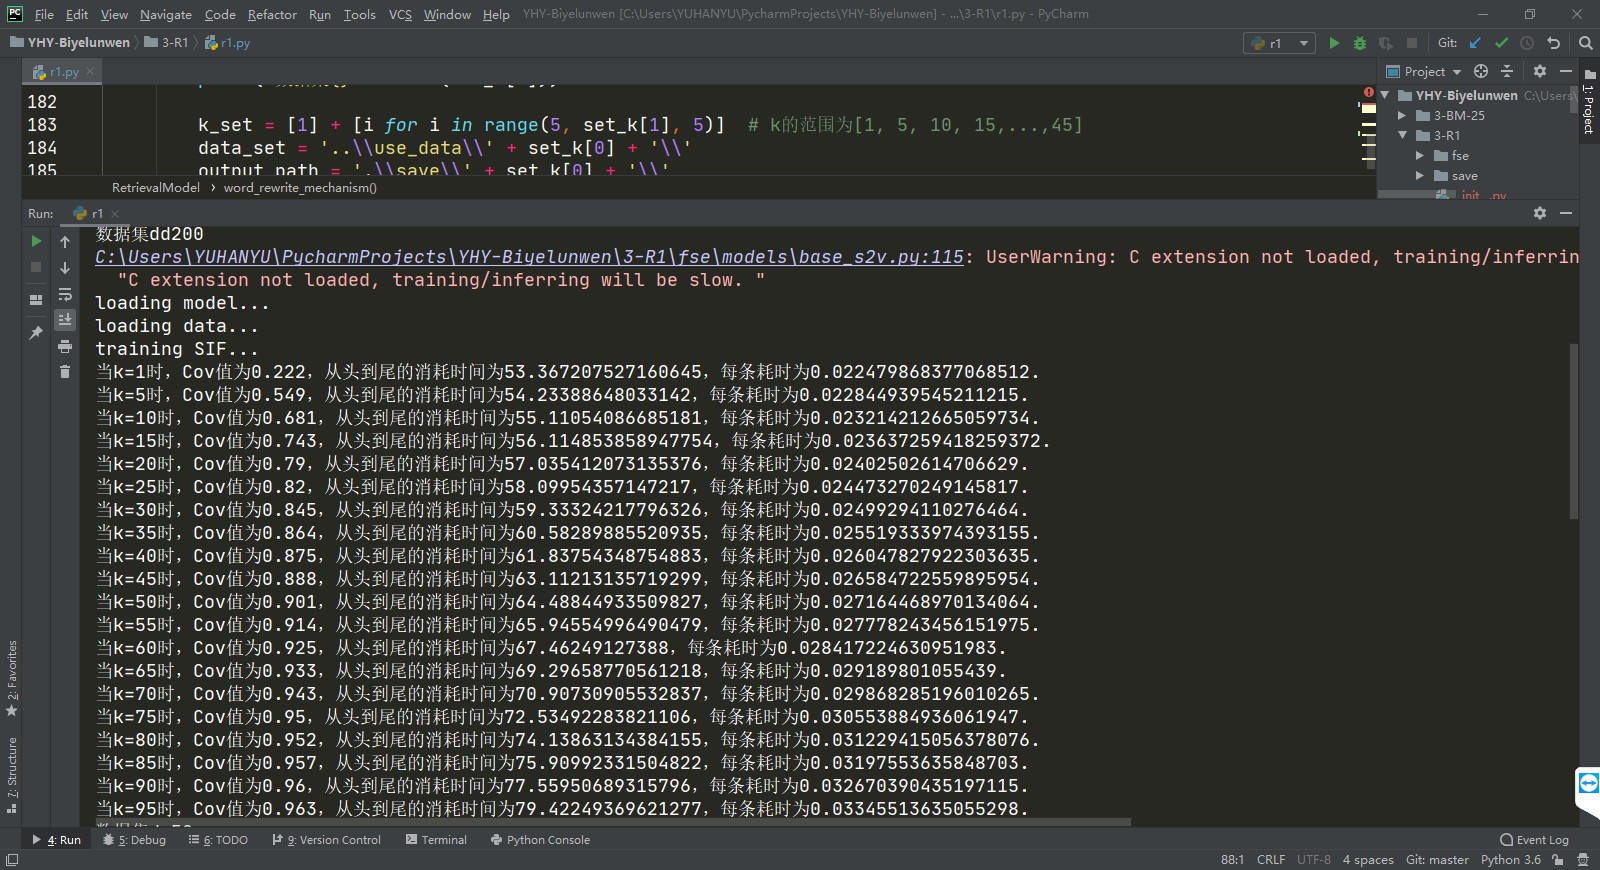 File Edit View Navigate Code Refactor Run Tools VCS Window Help YHY-Biyelunwen [C:\Users\YUHANYU\PycharmProjects\YHY-Biyelunwen] - ...\3-R1\r1.py - PyCharm
YHY-Biyelunwen 3-R1 r1.py r1 Git:
r1.py
Project
182
183 k_set = [1] + [i for i in range(5, set_k[1], 5)] # k的范围为[1, 5, 10, 15,...,45]
184 data_set = '..\\use_data\\' + set_k[0] + '\\'
185 output_path = '.\\save\\' + set_k[0] + '\\'
RetrievalModel › word_rewrite_mechanism()
YHY-Biyelunwen C:\Users\
3-BM-25
3-R1
fse
save
1: Project
Run: r1
数据集dd200
C:\Users\YUHANYU\PycharmProjects\YHY-Biyelunwen\3-R1\fse\models\base_s2v.py:115: UserWarning: C extension not loaded, training/inferrin
"C extension not loaded, training/inferring will be slow. "
loading model...
loading data...
training SIF...
当k=1时，Cov值为0.222，从头到尾的消耗时间为53.367207527160645，每条耗时为0.022479868377068512.
当k=5时，Cov值为0.549，从头到尾的消耗时间为54.23388648033142，每条耗时为0.022844939545211215.
当k=10时，Cov值为0.681，从头到尾的消耗时间为55.11054086685181，每条耗时为0.023214212665059734.
当k=15时，Cov值为0.743，从头到尾的消耗时间为56.114853858947754，每条耗时为0.023637259418259372.
当k=20时，Cov值为0.79，从头到尾的消耗时间为57.035412073135376，每条耗时为0.02402502614706629.
当k=25时，Cov值为0.82，从头到尾的消耗时间为58.09954357147217，每条耗时为0.024473270249145817.
当k=30时，Cov值为0.845，从头到尾的消耗时间为59.33324217796326，每条耗时为0.02499294110276464.
当k=35时，Cov值为0.864，从头到尾的消耗时间为60.58289885520935，每条耗时为0.025519333974393155.
当k=40时，Cov值为0.875，从头到尾的消耗时间为61.83754348754883，每条耗时为0.026047827922303635.
当k=45时，Cov值为0.888，从头到尾的消耗时间为63.11213135719299，每条耗时为0.026584722559895954.
当k=50时，Cov值为0.901，从头到尾的消耗时间为64.48844933509827，每条耗时为0.027164468970134064.
当k=55时，Cov值为0.914，从头到尾的消耗时间为65.94554996490479，每条耗时为0.027778243456151975.
当k=60时，Cov值为0.925，从头到尾的消耗时间为67.46249127388，每条耗时为0.028417224630951983.
当k=65时，Cov值为0.933，从头到尾的消耗时间为69.29658770561218，每条耗时为0.029189801055439.
当k=70时，Cov值为0.943，从头到尾的消耗时间为70.90730905532837，每条耗时为0.029868285196010265.
当k=75时，Cov值为0.95，从头到尾的消耗时间为72.53492283821106，每条耗时为0.030553884936061947.
当k=80时，Cov值为0.952，从头到尾的消耗时间为74.13863134384155，每条耗时为0.031229415056378076.
当k=85时，Cov值为0.957，从头到尾的消耗时间为75.90992331504822，每条耗时为0.03197553635848703.
当k=90时，Cov值为0.96，从头到尾的消耗时间为77.55950689315796，每条耗时为0.032670390435197115.
当k=95时，Cov值为0.963，从头到尾的消耗时间为79.42249369621277，每条耗时为0.03345513635055298.
2: Favorites
7: Structure
4: Run 5: Debug 6: TODO 9: Version Control Terminal Python Console Event Log
88:1 CRLF UTF-8 4 spaces Git: master Python 3.6